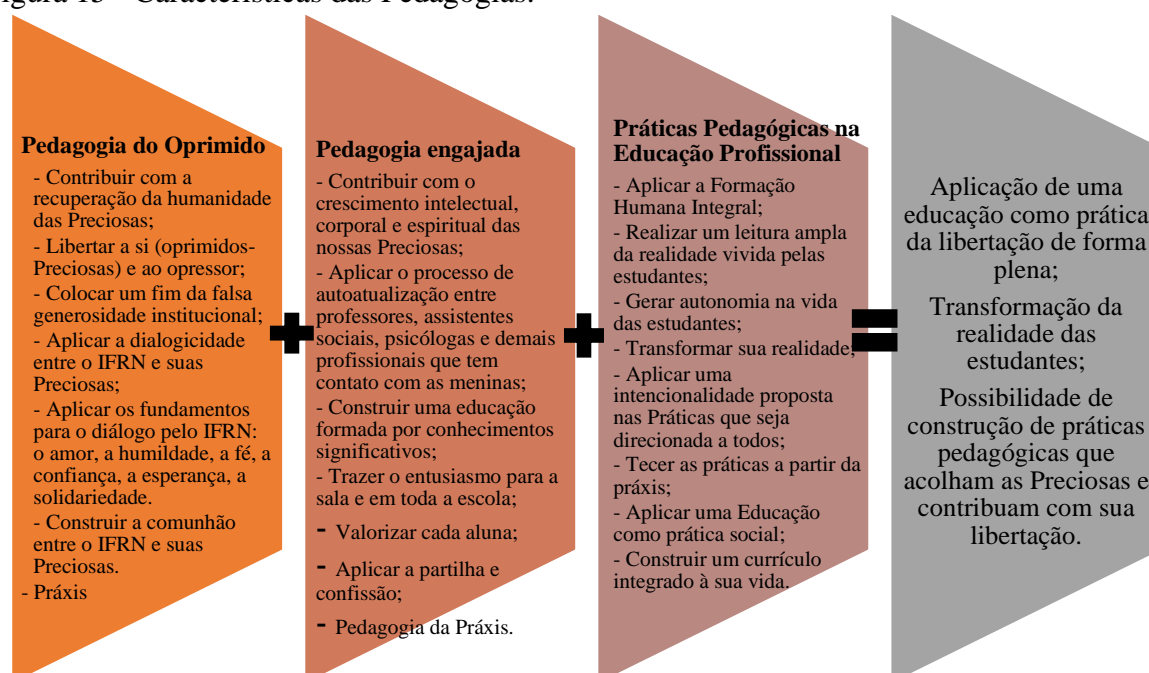 igura 15 - Características das Pedagogias.
Pedagogia do Oprimido
- Contribuir com a
recuperação da humanidade
das Preciosas;
- Libertar a si (oprimidos-
Preciosas) e ao opressor;
- Colocar um fim da falsa
generosidade institucional;
- Aplicar a dialogicidade
entre o IFRN e suas
Preciosas;
- Aplicar os fundamentos
para o diálogo pelo IFRN:
o amor, a humildade, a fé, a
confiança, a esperança, a
solidariedade.
- Construir a comunhão
entre o IFRN e suas
Preciosas.
- Práxis
Pedagogia engajada
- Contribuir com o
crescimento intelectual,
corporal e espiritual das
nossas Preciosas;
- Aplicar o processo de
autoatualização entre
professores, assistentes
sociais, psicólogas e demais
profissionais que tem
contato com as meninas;
- Construir uma educação
formada por conhecimentos
significativos;
- Trazer o entusiasmo para a
sala e em toda a escola;
- Valorizar cada aluna;
- Aplicar a partilha e
confissão;
- Pedagogia da Práxis.
Práticas Pedagógicas na
Educação Profissional
- Aplicar a Formação
Humana Integral;
- Realizar um leitura ampla
da realidade vivida pelas
estudantes;
- Gerar autonomia na vida
das estudantes;
- Transformar sua realidade;
- Aplicar uma
intencionalidade proposta
nas Práticas que seja
direcionada a todos;
- Tecer as práticas a partir da
práxis;
- Aplicar uma Educação
como prática social;
- Construir um currículo
integrado à sua vida.
Aplicação de uma
educação como prática
da libertação de forma
plena;
Transformação da
realidade das
estudantes;
Possibilidade de
construção de práticas
pedagógicas que
acolham as Preciosas e
contribuam com sua
libertação.